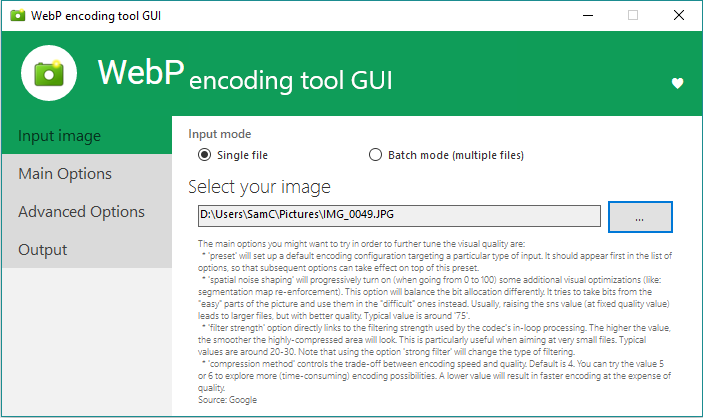 WebP encoding tool GUI
WebP encoding tool GUI
Input image
Main Options
Advanced Options
Output
Input mode
Single file
Batch mode (multiple files)
Select your image
D:\Users\SamC\Pictures\IMG_0049.JPG
...
The main options you might want to try in order to further tune the visual quality are:
* 'preset' will set up a default encoding configuration targeting a particular type of input. It should appear first in the list of
options, so that subsequent options can take effect on top of this preset.
* 'spatial noise shaping' will progressively turn on (when going from 0 to 100) some additional visual optimizations (like:
segmentation map re-enforcement). This option will balance the bit allocation differently. It tries to take bits from the
"easy" parts of the picture and use them in the "difficult" ones instead. Usually, raising the sns value (at fixed quality value)
leads to larger files, but with better quality. Typical value is around '75'.
* 'filter strength' option directly links to the filtering strength used by the codec's in-loop processing. The higher the value,
the smoother the highly-compressed area will look. This is particularly useful when aiming at very small files. Typical
values are around 20-30. Note that using the option 'strong filter' will change the type of filtering.
* 'compression method' controls the trade-off between encoding speed and quality. Default is 4. You can try the value 5
or 6 to explore more (time-consuming) encoding possibilities. A lower value will result in faster encoding at the expense of
quality.
Source: Google